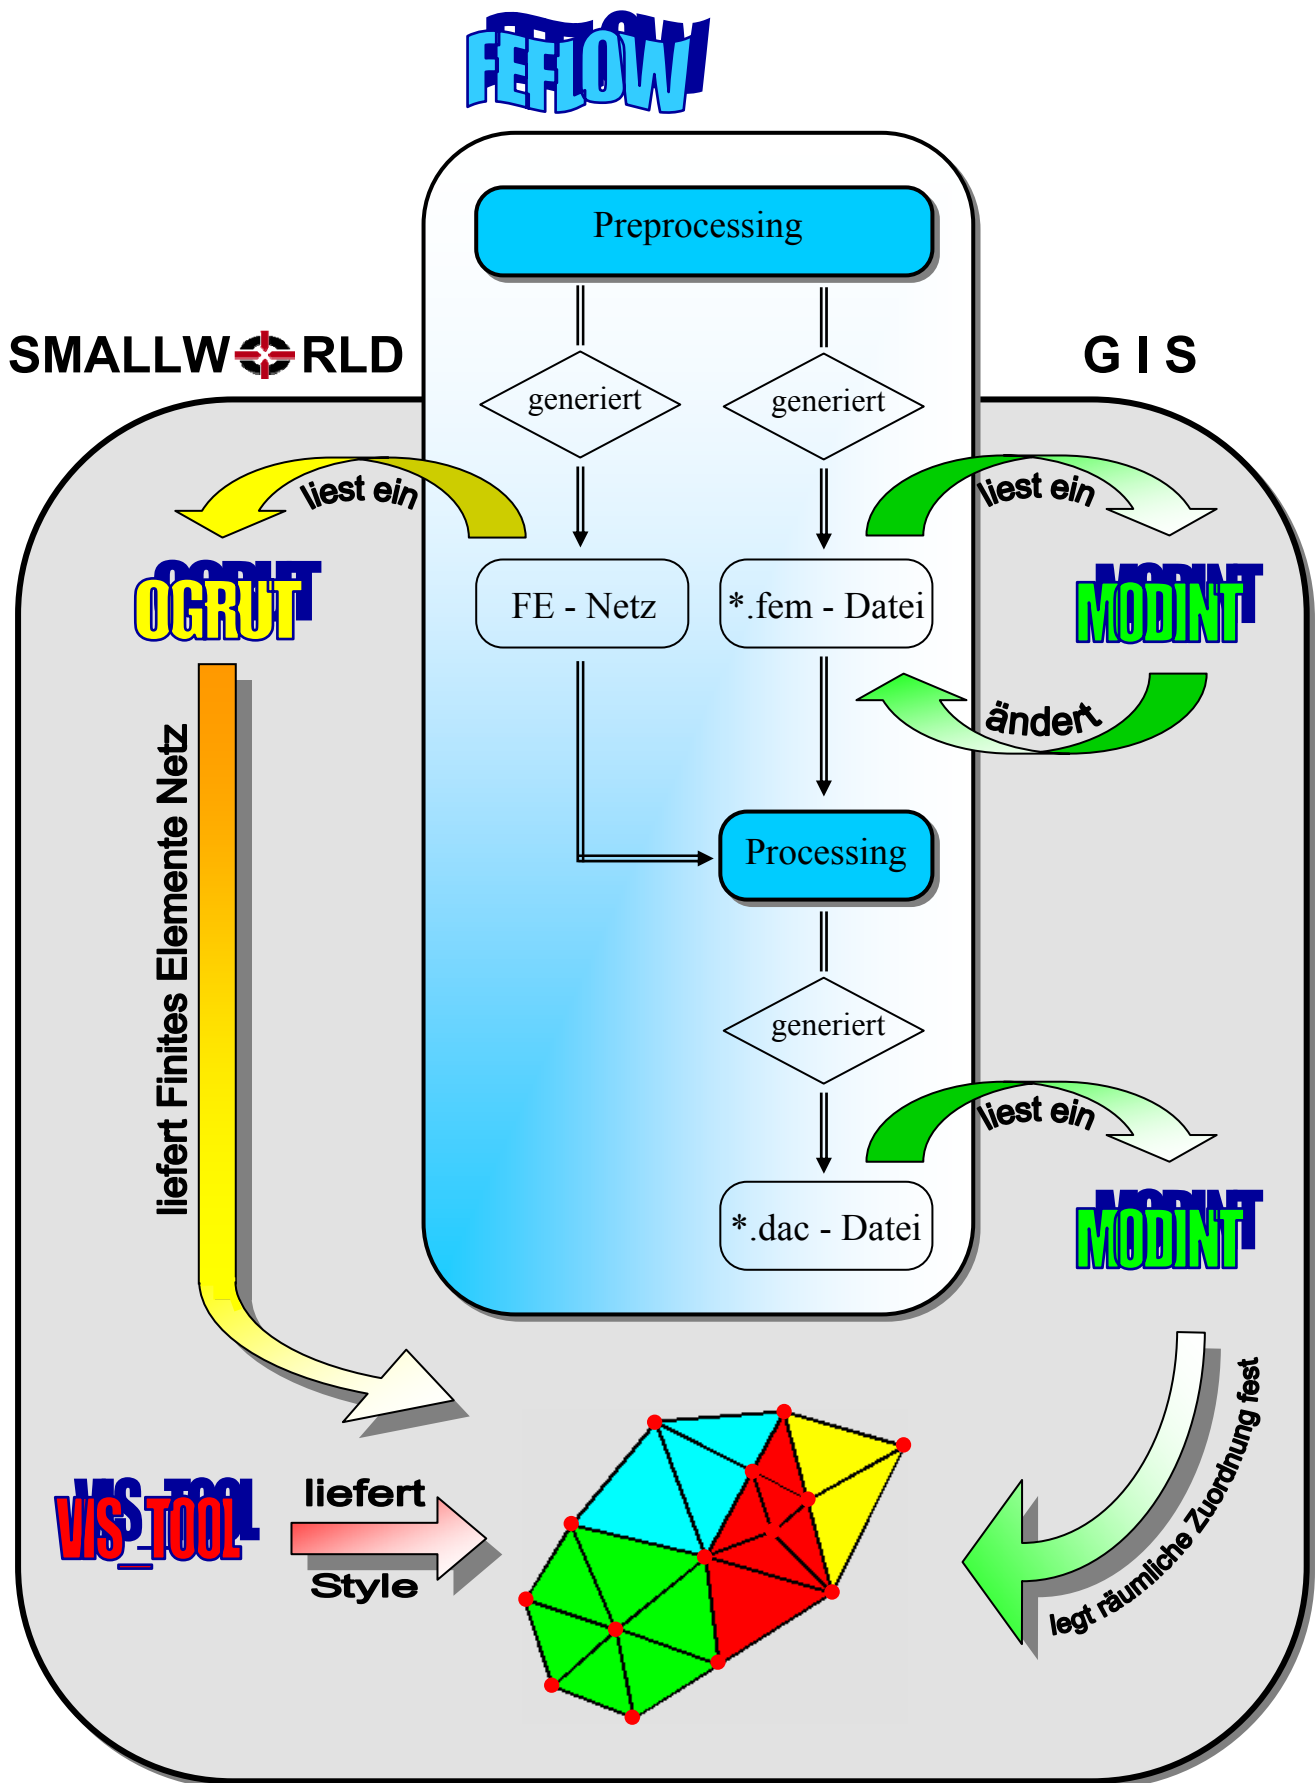 FEFLOW
Preprocessing
SMALLWORLD
GIS
generiert
generiert
liest ein
liest ein
OGRUT
FE - Netz
*.fem - Datei
MODINT
ändert
liefert Finites Elemente Netz
Processing
generiert
liest ein
*.dac - Datei
MODINT
legt räumliche Zuordnung fest
VIS_TOOL
liefert
Style